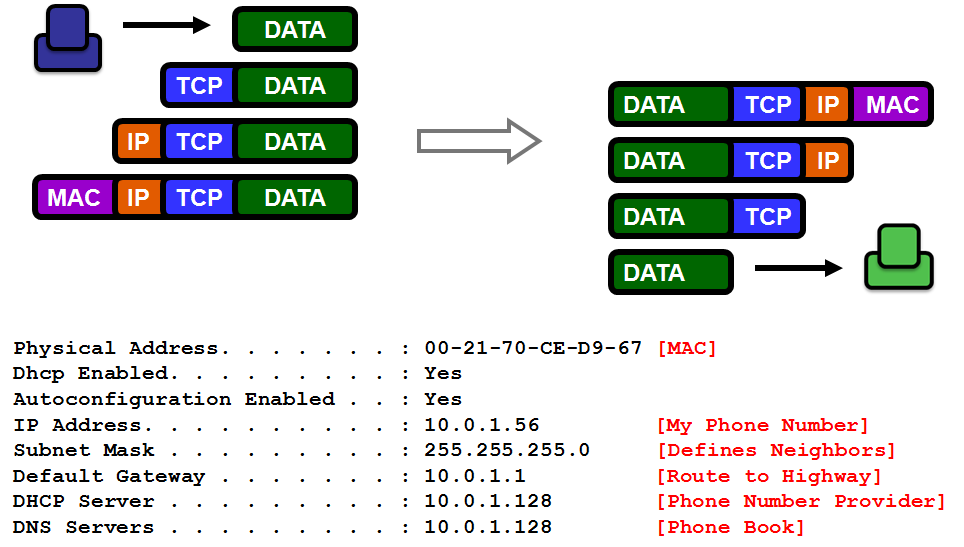 DATA
TCP DATA
IP TCP DATA
MAC IP TCP DATA
DATA TCP IP MAC
DATA TCP IP
DATA TCP
DATA
Physical Address. . . . . . . : 00-21-70-CE-D9-67 [MAC]
Dhcp Enabled. . . . . . . . . : Yes
Autoconfiguration Enabled . . : Yes
IP Address. . . . . . . . . . : 10.0.1.56 [My Phone Number]
Subnet Mask . . . . . . . . . : 255.255.255.0 [Defines Neighbors]
Default Gateway . . . . . . . : 10.0.1.1 [Route to Highway]
DHCP Server . . . . . . . . . : 10.0.1.128 [Phone Number Provider]
DNS Servers . . . . . . . . . : 10.0.1.128 [Phone Book]